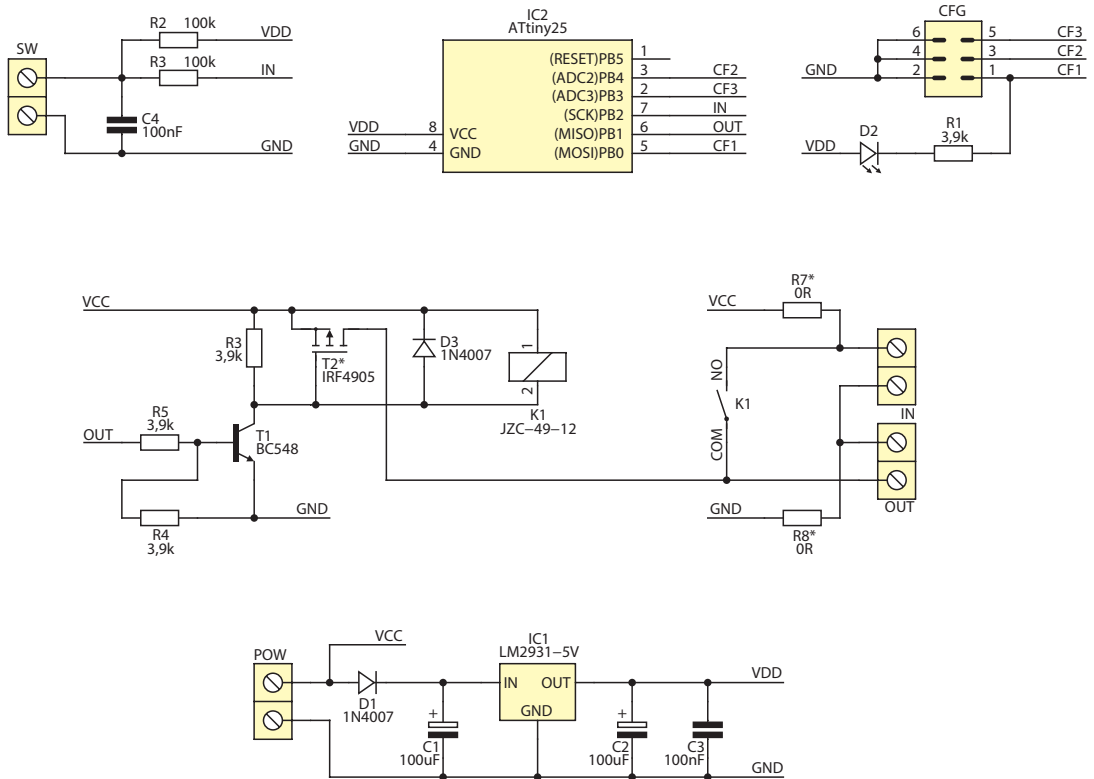 SW
R2 100k
VDD
R3 100k
IN
C4
100nF
GND
IC2
ATtiny25
(RESET)PB5 1
(ADC2)PB4 3 CF2
(ADC3)PB3 2 CF3
(SCK)PB2 7 IN
VDD 8 VCC (MISO)PB1 6 OUT
GND 4 GND (MOSI)PB0 5 CF1
CFG
6 5 CF3
4 3 CF2
GND 2 1 CF1
D2
R1
3,9k
VDD
VCC
R3
3,9k
T2*
IRF4905
D3
1N4007
1
2
K1
JZC–49–12
R5
3,9k
OUT
T1
BC548
R4
3,9k
GND
R7*
0R
VCC
NO
K1
COM
IN
OUT
GND
R8*
0R
POW
VCC
D1
1N4007
IC1
LM2931–5V
IN OUT
GND
VDD
+
C1
100uF
+
C2
100uF
C3
100nF
GND